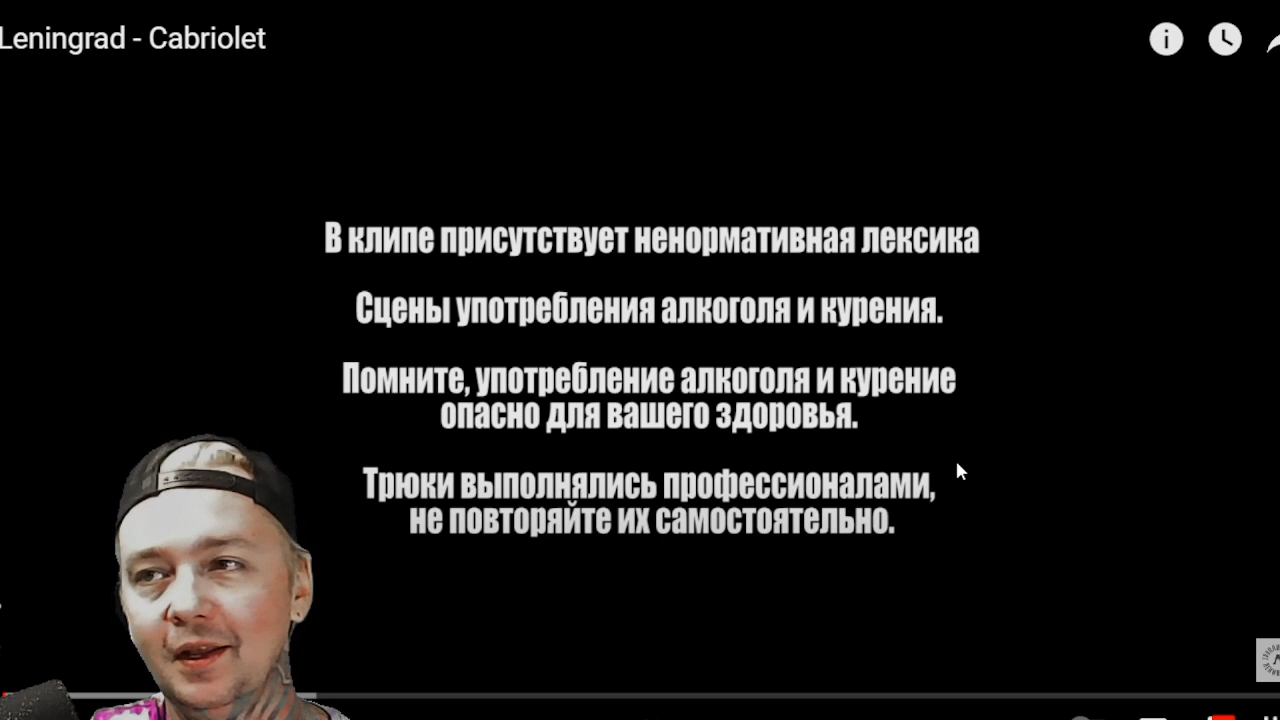 Leningrad - Cabriolet
В клипе присутствует ненормативная лексика
Сцены употребления алкоголя и курения.
Помните, употребление алкоголя и курение
опасно для вашего здоровья.
Трюки выполнялись профессионалами,
не повторяйте их самостоятельно.